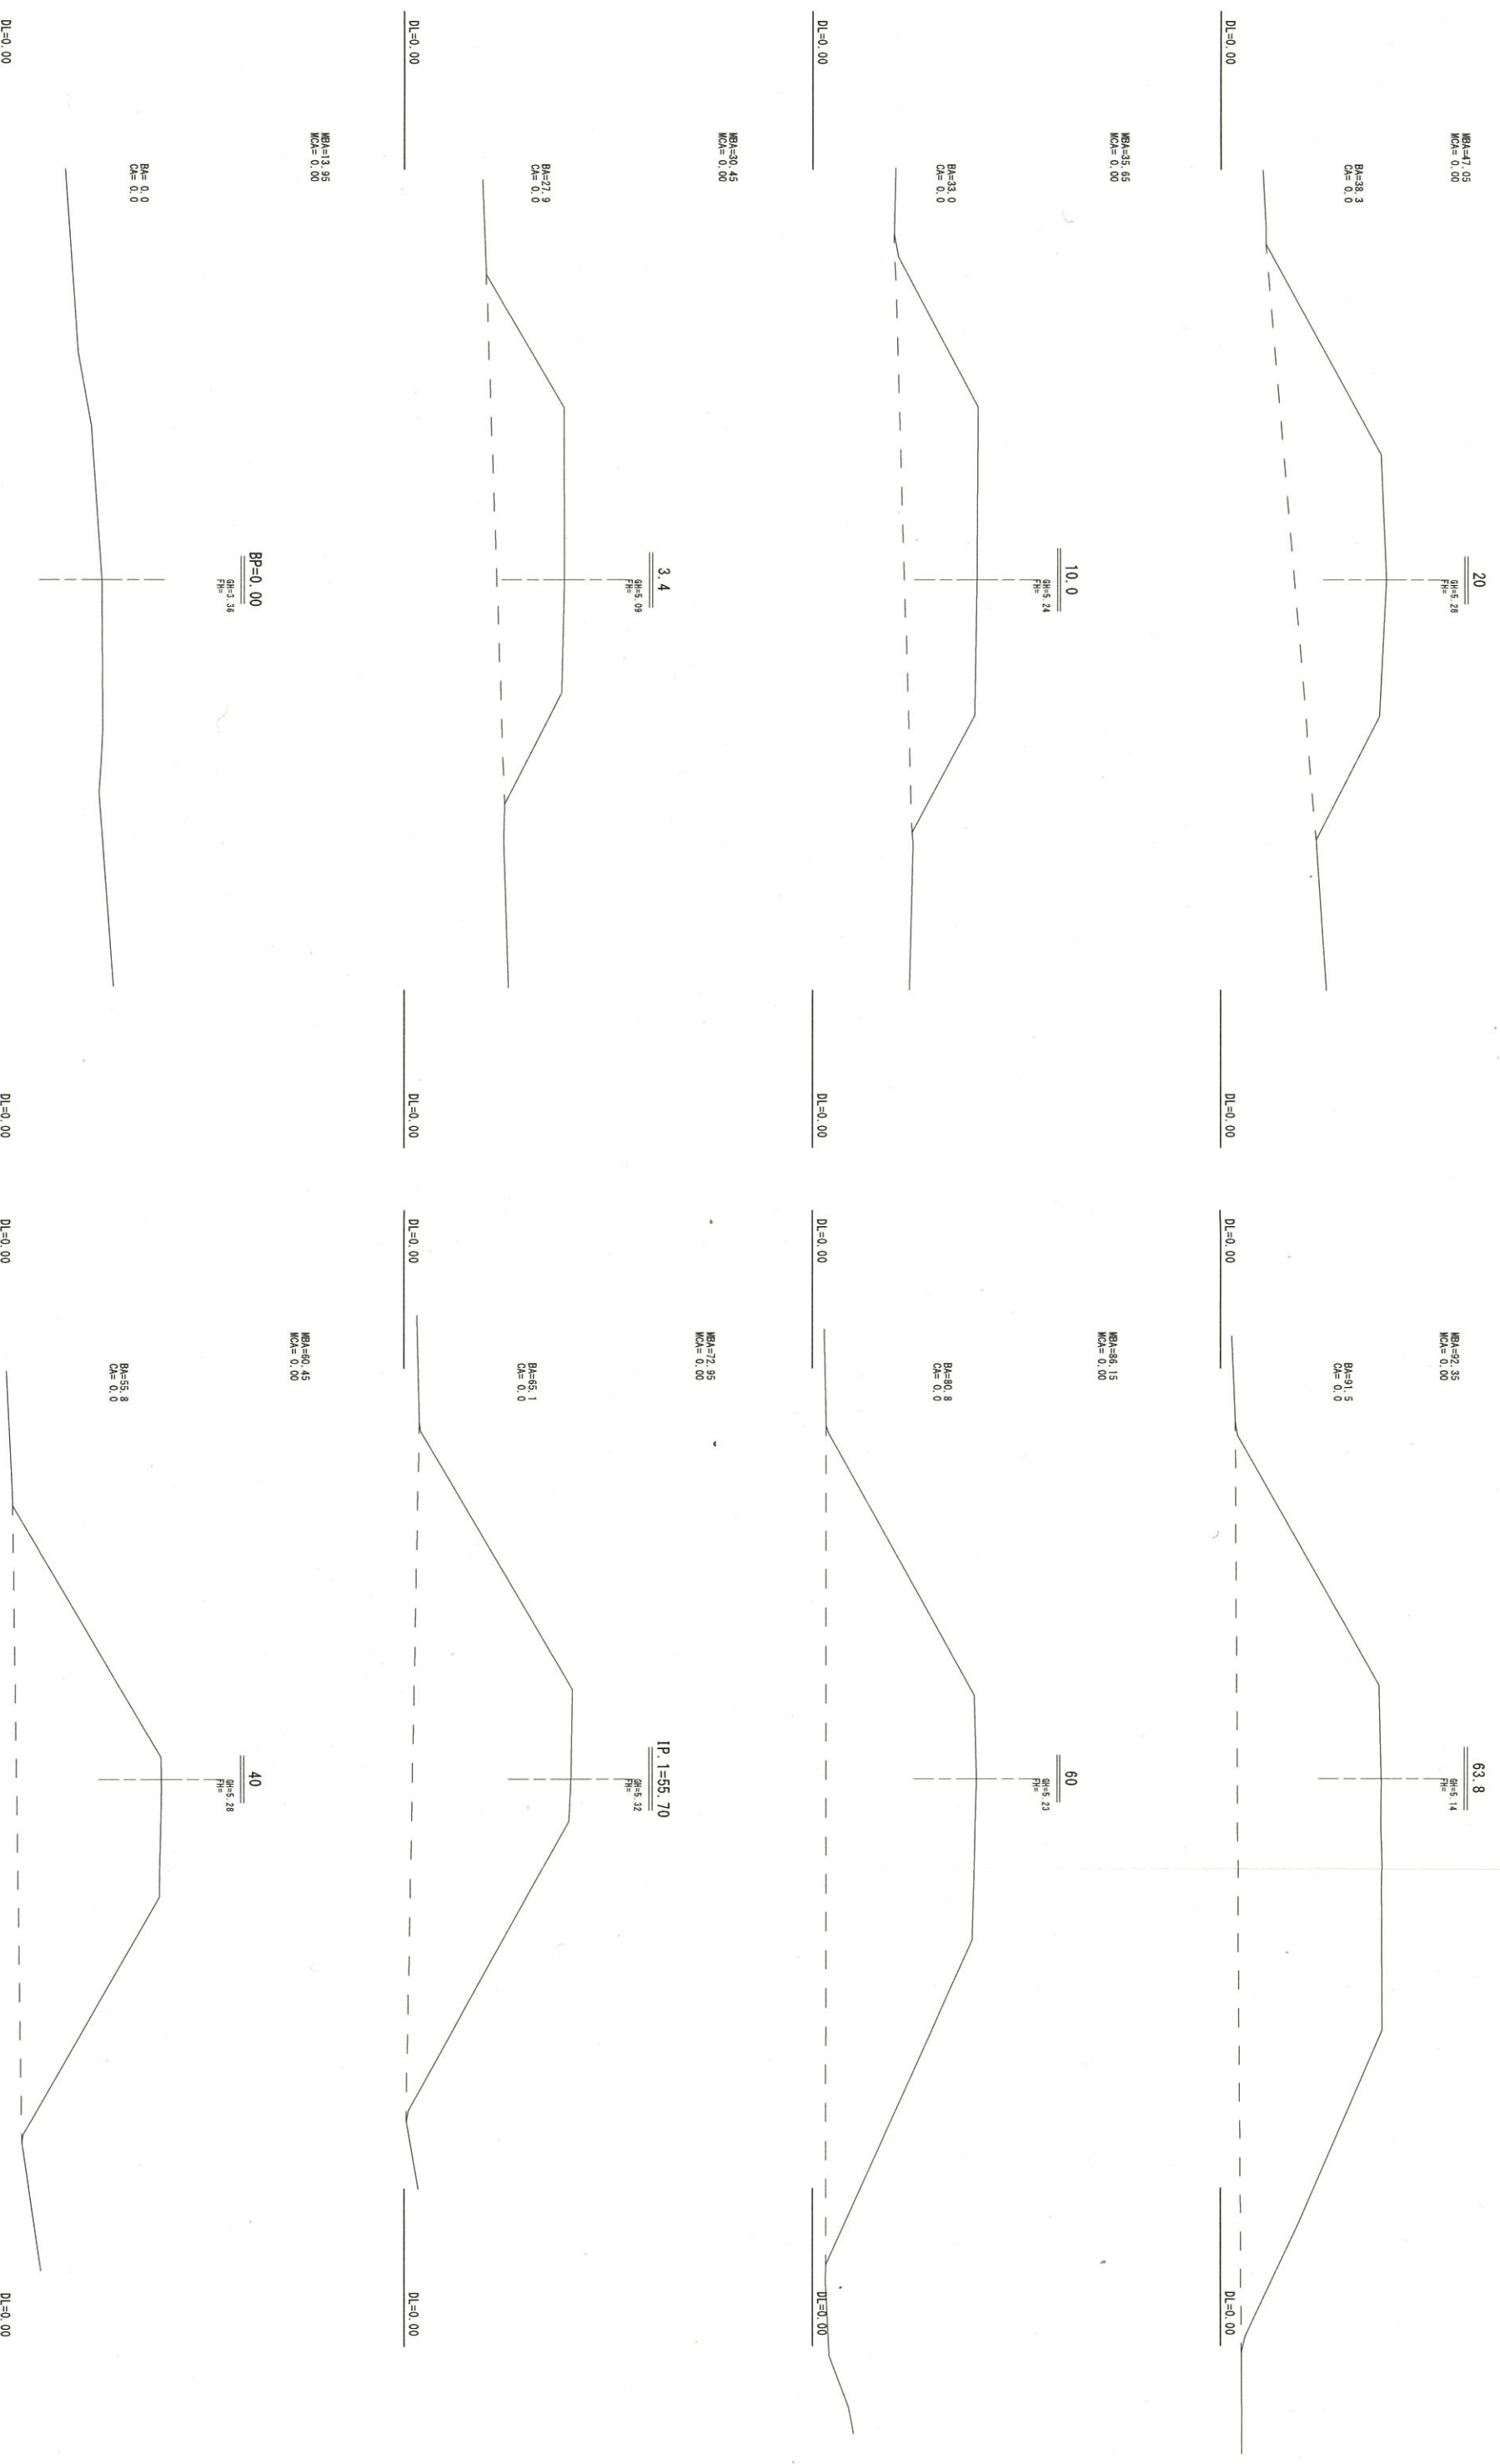 20
GH=5.28
FH=
MBA=47.05
MCA= 0.00
BA=38.3
CA= 0.0
DL=0.00
DL=0.00
MBA=35.65
MCA= 0.00
10.0
GH=5.24
FH=
BA=33.0
CA= 0.0
DL=0.00
DL=0.00
MBA=30.45
MCA= 0.00
3.4
GH=5.09
FH=
BA=27.9
CA= 0.0
DL=0.00
DL=0.00
MBA=13.95
MCA= 0.00
BP=0.00
GH=3.36
FH=
BA= 0.0
CA= 0.0
DL=0.00
DL=0.00
63.8
GH=5.14
FH=
MBA=92.35
MCA= 0.00
BA=91.5
CA= 0.0
DL=0.00
DL=0.00
MBA=86.15
MCA= 0.00
60
GH=5.23
FH=
BA=80.8
CA= 0.0
DL=0.00
DL=0.00
MBA=72.95
MCA= 0.00
IP.1=55.70
GH=5.32
FH=
BA=65.1
CA= 0.0
DL=0.00
DL=0.00
MBA=60.45
MCA= 0.00
40
GH=5.28
FH=
BA=55.8
CA= 0.0
DL=0.00
DL=0.00